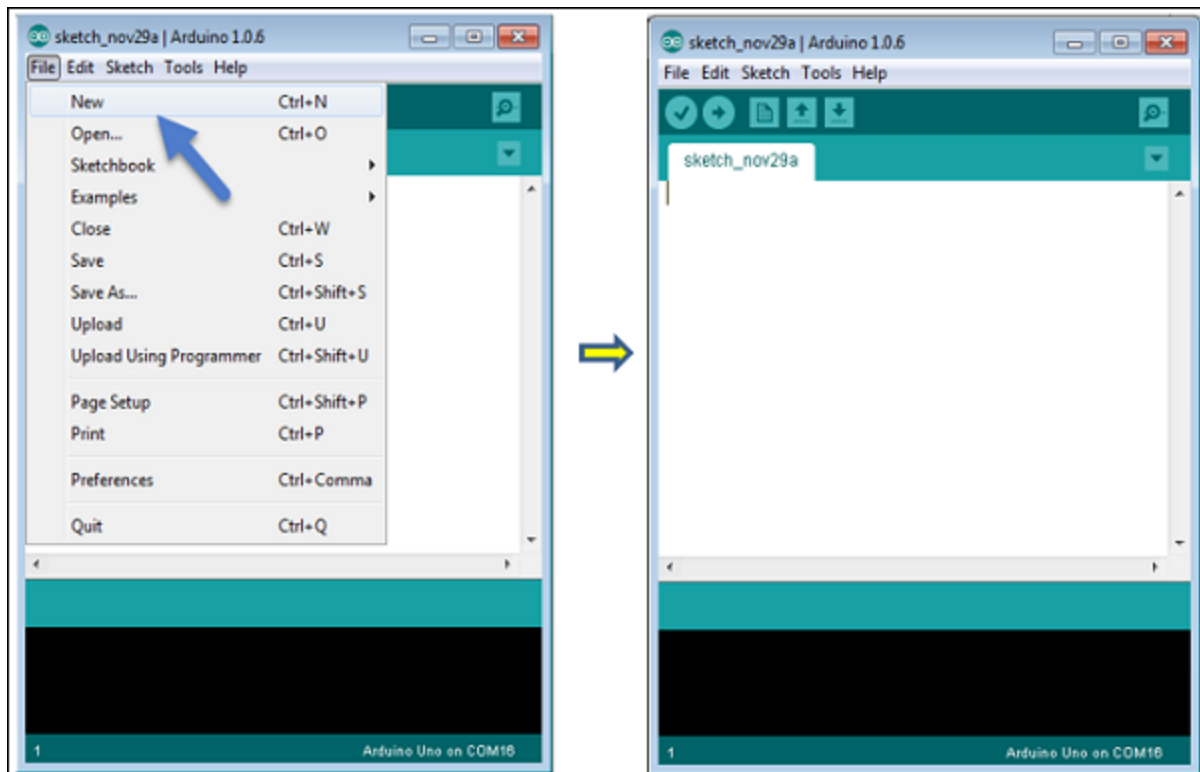 sketch_nov29a | Arduino 1.0.6
File Edit Sketch Tools Help
New Ctrl+N
Open... Ctrl+O
Sketchbook
Examples
Close Ctrl+W
Save Ctrl+S
Save As... Ctrl+Shift+S
Upload Ctrl+U
Upload Using Programmer Ctrl+Shift+U
Page Setup Ctrl+Shift+P
Print Ctrl+P
Preferences Ctrl+Comma
Quit Ctrl+Q
1 Arduino Uno on COM16
sketch_nov29a | Arduino 1.0.6
File Edit Sketch Tools Help
sketch_nov29a
1 Arduino Uno on COM16